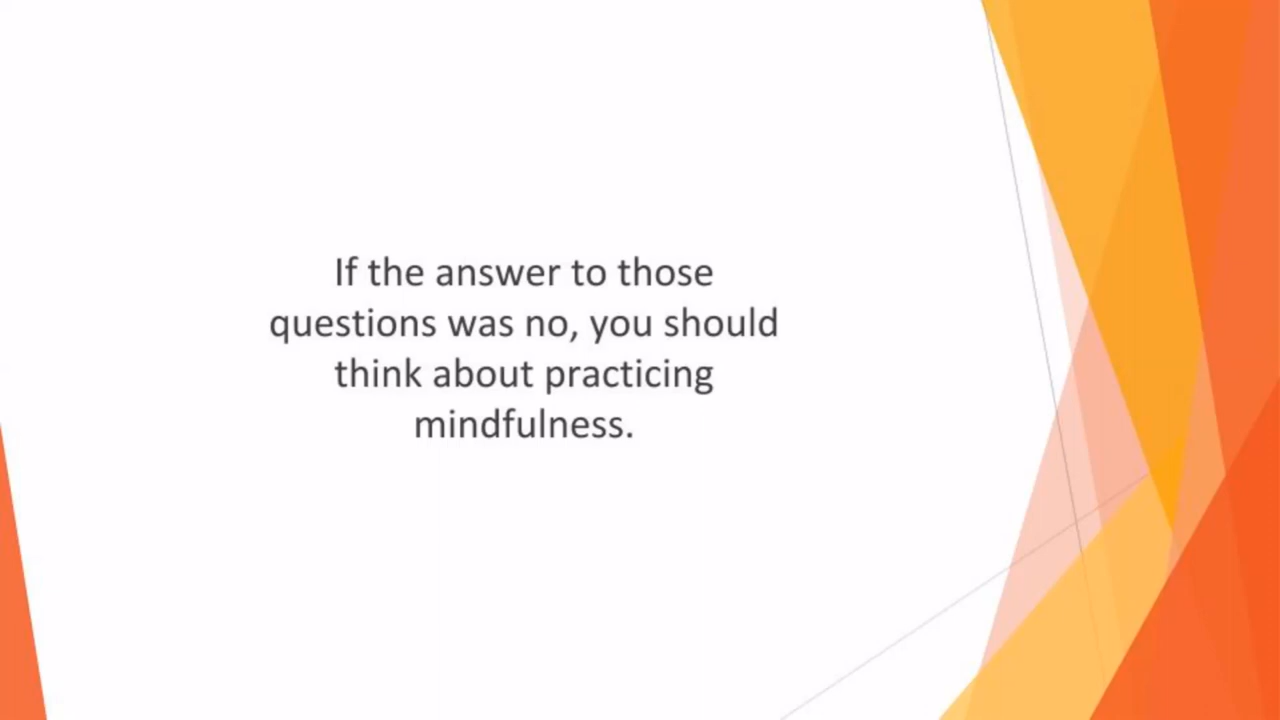 If the answer to those
questions was no, you should
think about practicing
mindfulness.